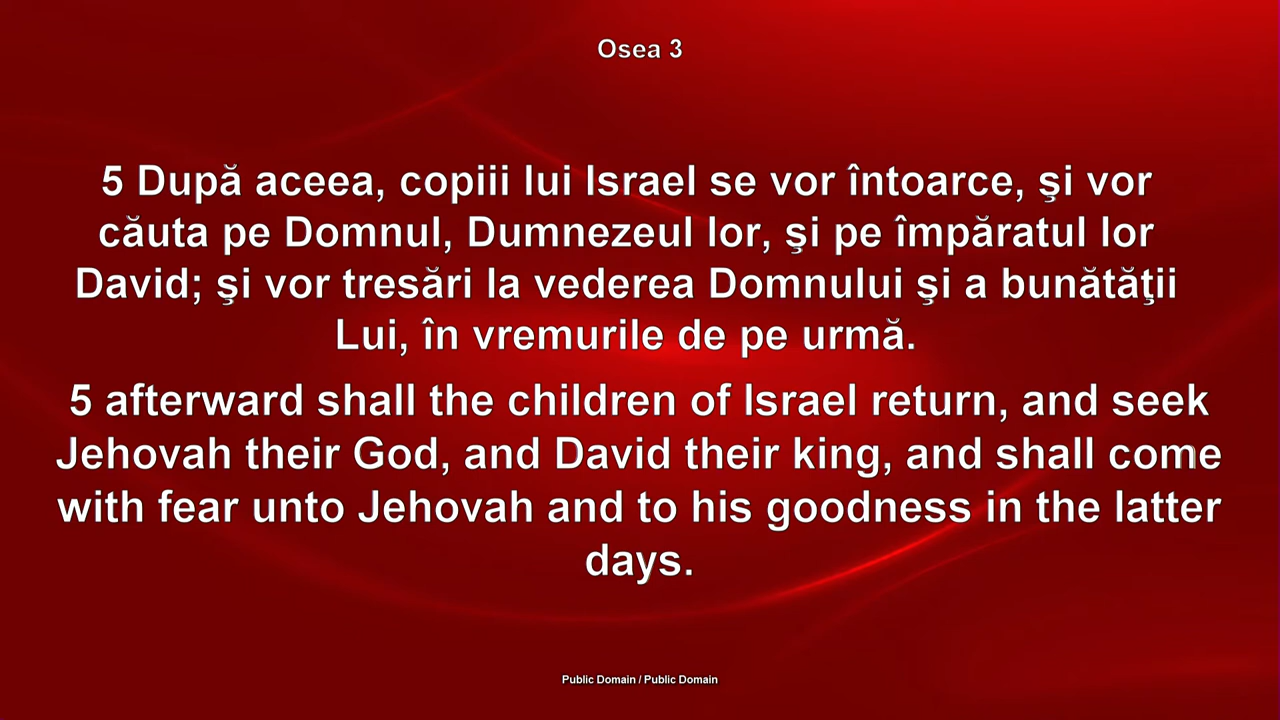 Osea 3
5 După aceea, copiii lui Israel se vor întoarce, şi vor
căuta pe Domnul, Dumnezeul lor, şi pe împăratul lor
David; şi vor tresări la vederea Domnului şi a bunătăţii
Lui, în vremurile de pe urmă.
5 afterward shall the children of Israel return, and seek
Jehovah their God, and David their king, and shall come
with fear unto Jehovah and to his goodness in the latter
days.
Public Domain / Public Domain